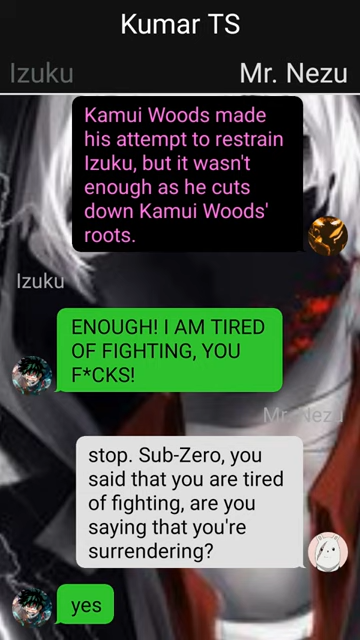 Kumar TS
Izuku
Mr. Nezu
Kamui Woods made
his attempt to restrain
Izuku, but it wasn't
enough as he cuts
down Kamui Woods'
roots.
Izuku
ENOUGH! I AM TIRED
OF FIGHTING, YOU
F*CKS!
Mr. Nezu
stop. Sub-Zero, you
said that you are tired
of fighting, are you
saying that you're
surrendering?
yes